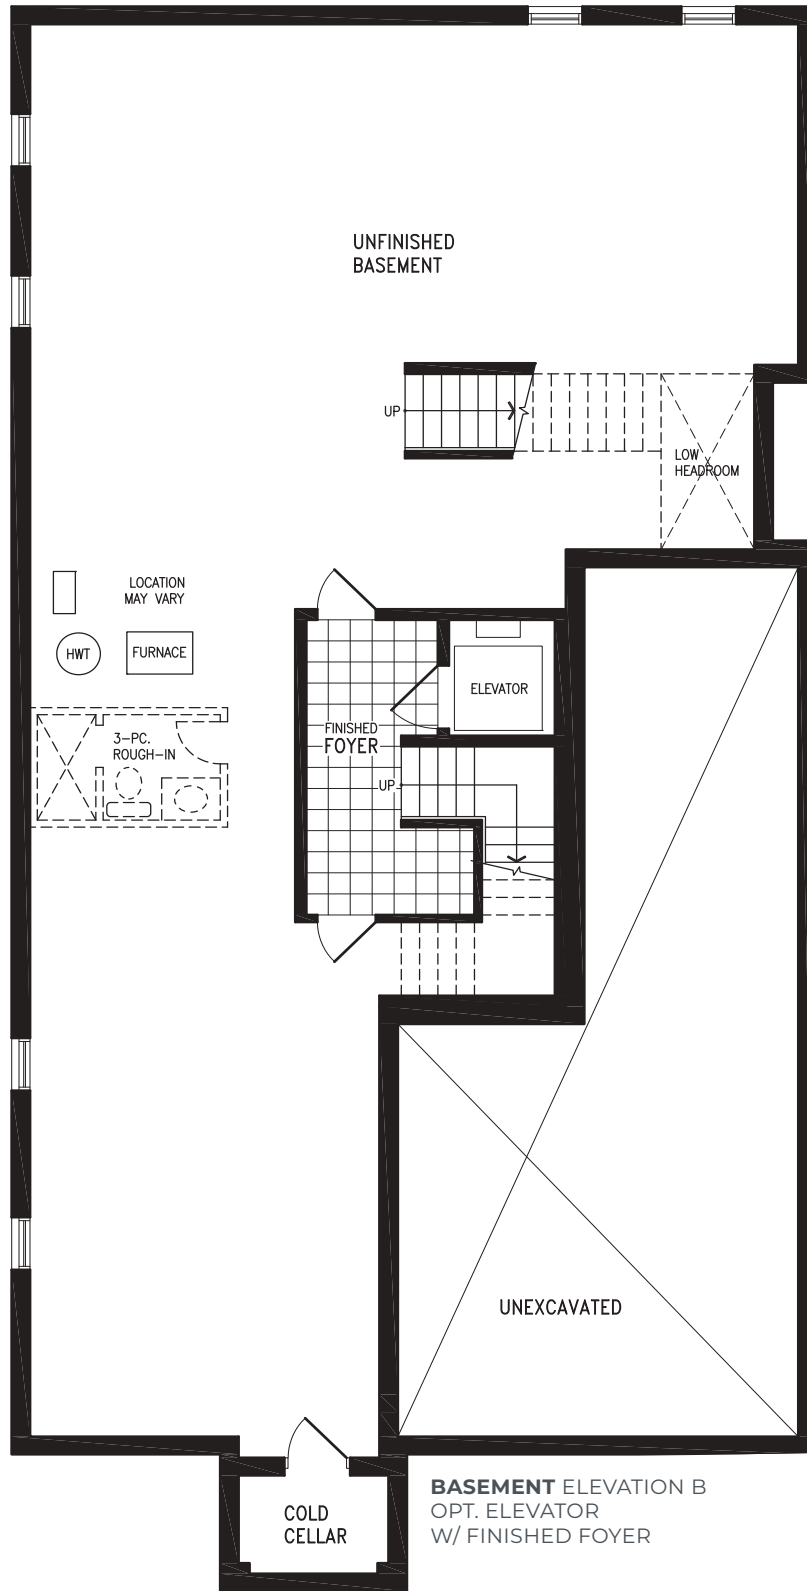 UNFINISHED
BASEMENT
UP
LOW
HEADROOM
LOCATION
MAY VARY
HWT
FURNACE
ELEVATOR
FINISHED
FOYER
3-PC.
ROUGH-IN
UP
UNEXCAVATED
COLD
CELLAR
BASEMENT ELEVATION B
OPT. ELEVATOR
W/ FINISHED FOYER